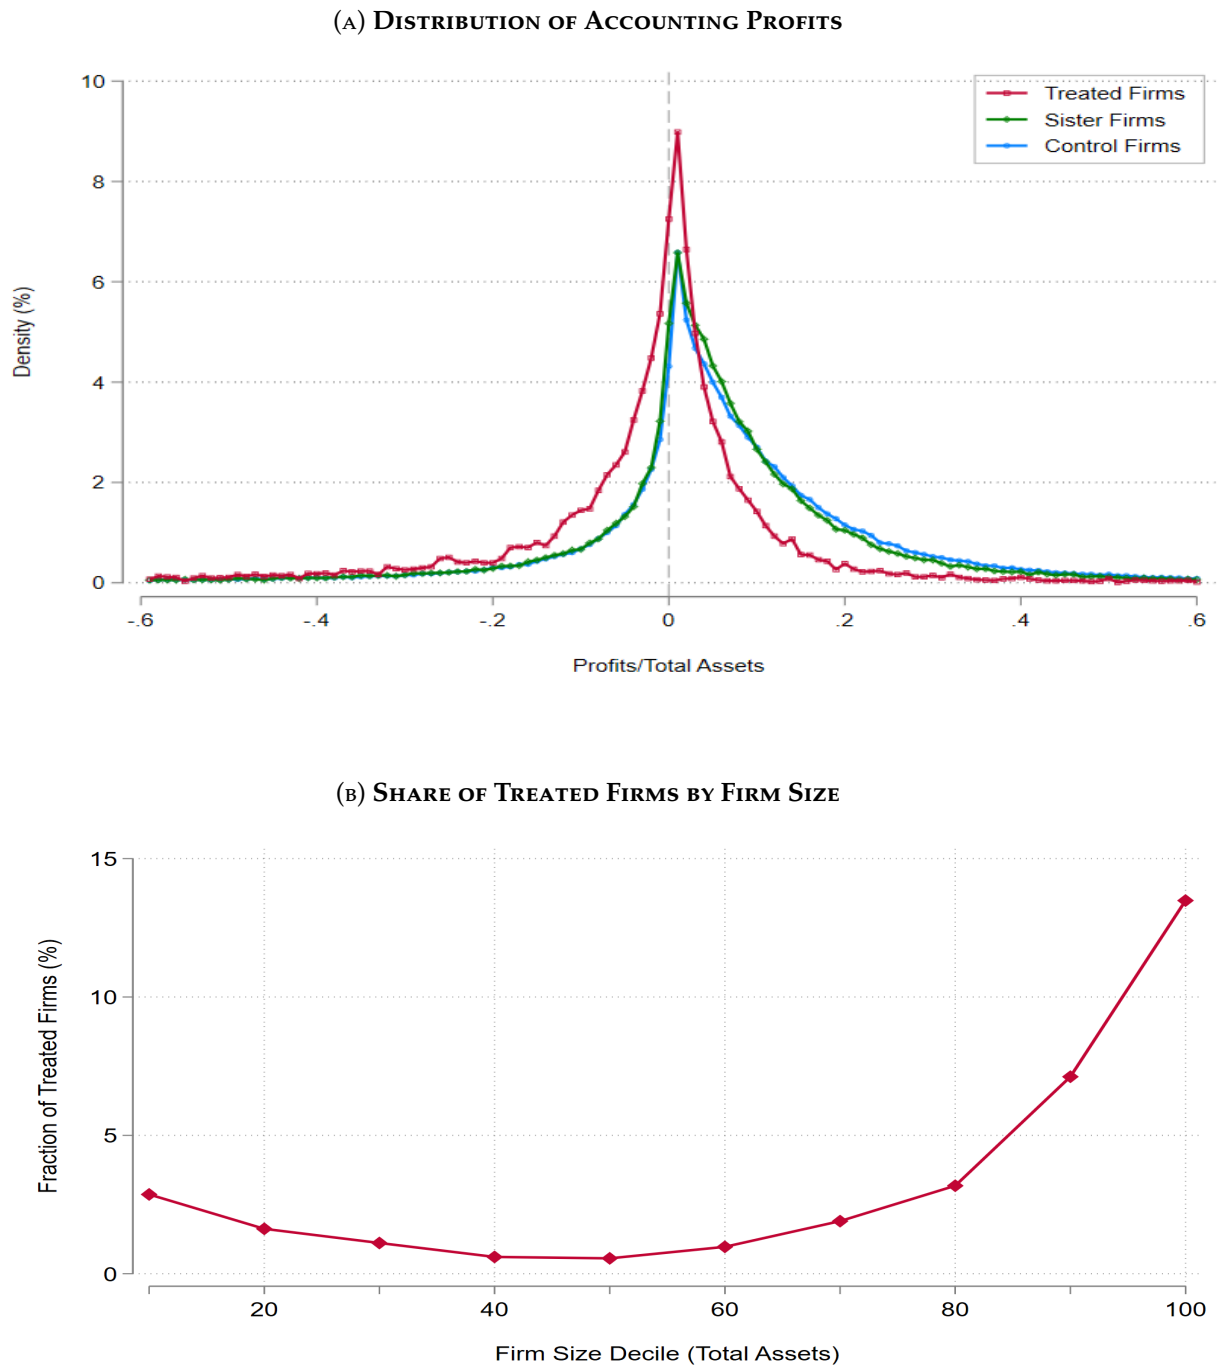 (A) DISTRIBUTION OF ACCOUNTING PROFITS
10
Treated Firms
Sister Firms
Control Firms
8
6
Density (%)
4
2
0
-.6 -.4 -.2 0 .2 .4 .6
Profits/Total Assets
(B) SHARE OF TREATED FIRMS BY FIRM SIZE
15
10
Fraction of Treated Firms (%)
5
0
20 40 60 80 100
Firm Size Decile (Total Assets)